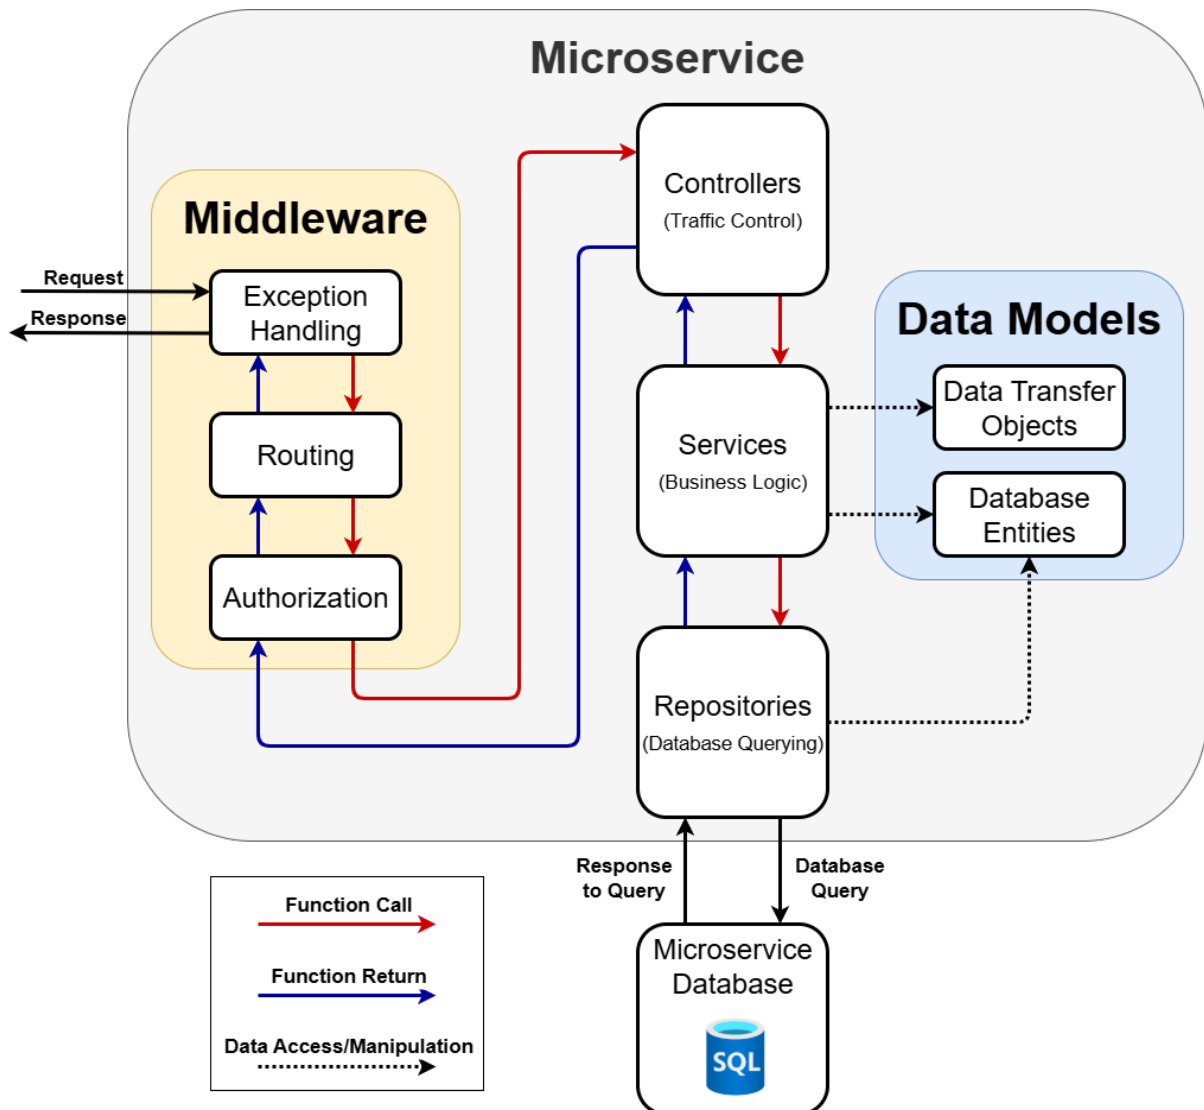 Microservice
Middleware
Request
Response
Exception
Handling
Routing
Authorization
Controllers
(Traffic Control)
Services
(Business Logic)
Repositories
(Database Querying)
Data Models
Data Transfer
Objects
Database
Entities
Response
to Query
Database
Query
Microservice
Database
SQL
Function Call
Function Return
Data Access/Manipulation